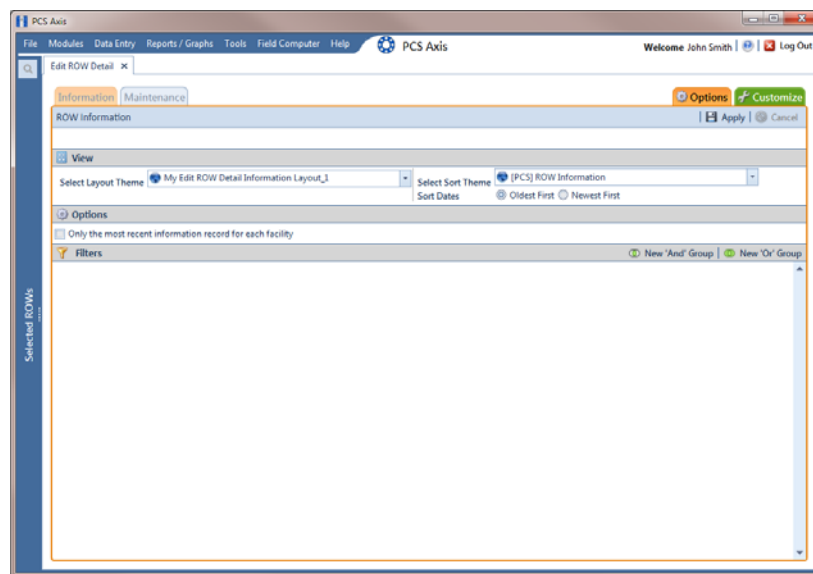 PCS Axis
File Modules Data Entry Reports / Graphs Tools Field Computer Help PCS Axis Welcome John Smith | | Log Out
Edit ROW Detail ×
Information Maintenance Options Customize
ROW Information | Apply | Cancel
View
Select Layout Theme My Edit ROW Detail Information Layout_1 Select Sort Theme [PCS] ROW Information
Sort Dates Oldest First Newest First
Options
Only the most recent information record for each facility
Filters New 'And' Group | New 'Or' Group
Selected ROWs